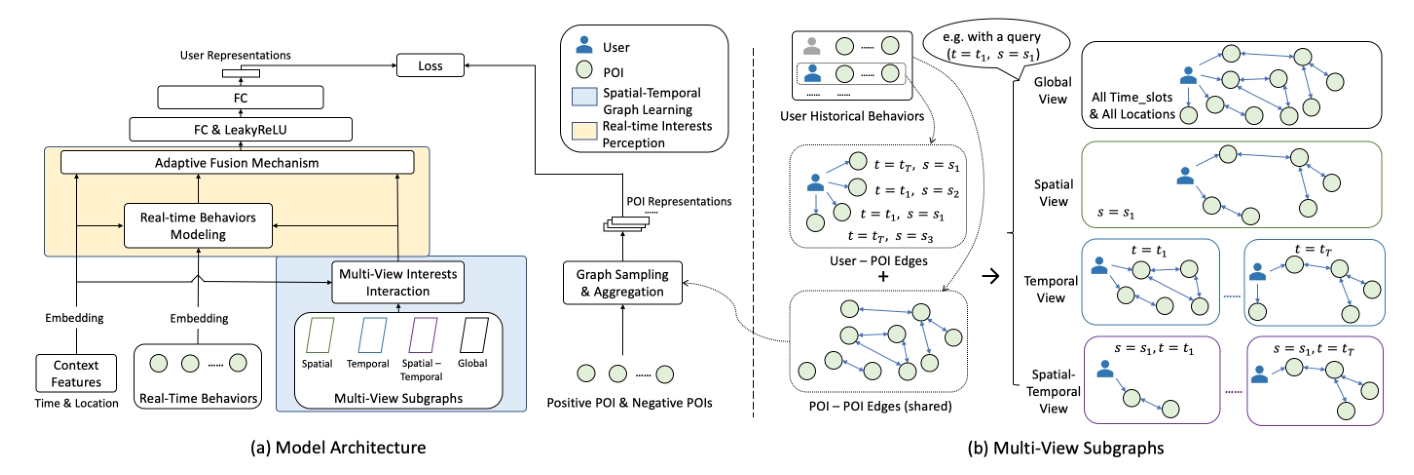 User Representations
Loss
FC
FC & LeakyReLU
Adaptive Fusion Mechanism
Real-time Behaviors
Modeling
Multi-View Interests
Interaction
Embedding
Embedding
Context
Features
Time & Location
......
Real-Time Behaviors
Spatial
Temporal
Spatial –
Temporal
Global
Multi-View Subgraphs
User
POI
Spatial-Temporal
Graph Learning
Real-time Interests
Perception
POI Representations
......
Graph Sampling
& Aggregation
......
Positive POI & Negative POIs
(a) Model Architecture
......
......
...... ......
User Historical Behaviors
e.g. with a query
(t = t₁, s = s₁)
t = t_T, s = s₁
t = t₁, s = s₂
t = t₁, s = s₁
t = t_T, s = s₃
User – POI Edges
+
POI – POI Edges (shared)
Global
View
All Time_slots
& All Locations
Spatial
View
s = s₁
Temporal
View
t = t₁
......
t = t_T
Spatial-
Temporal
View
s = s₁, t = t₁
......
s = s₁, t = t_T
(b) Multi-View Subgraphs